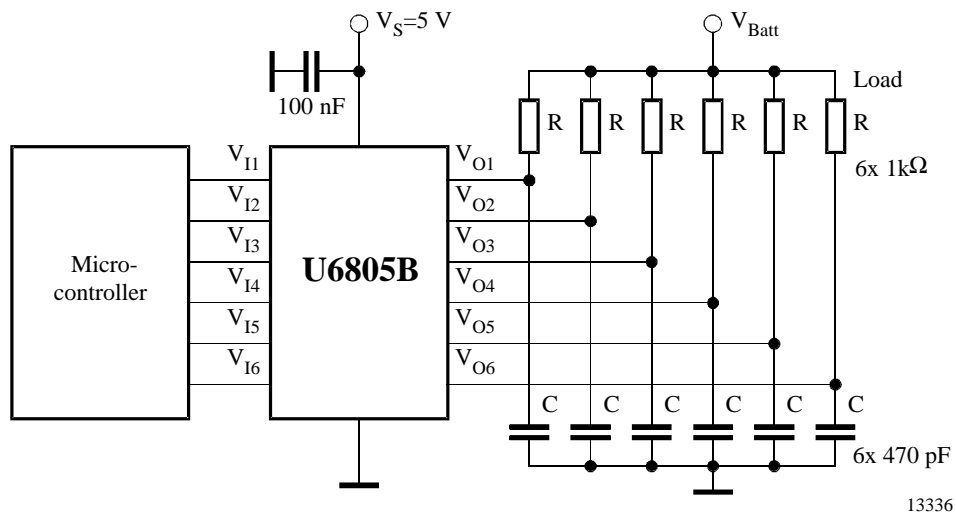 V_S=5 V
V_Batt
100 nF
Load
R R R R R R
6x 1kΩ
Micro-
controller
U6805B
V_I1
V_I2
V_I3
V_I4
V_I5
V_I6
V_O1
V_O2
V_O3
V_O4
V_O5
V_O6
C C C C C C
6x 470 pF
13336